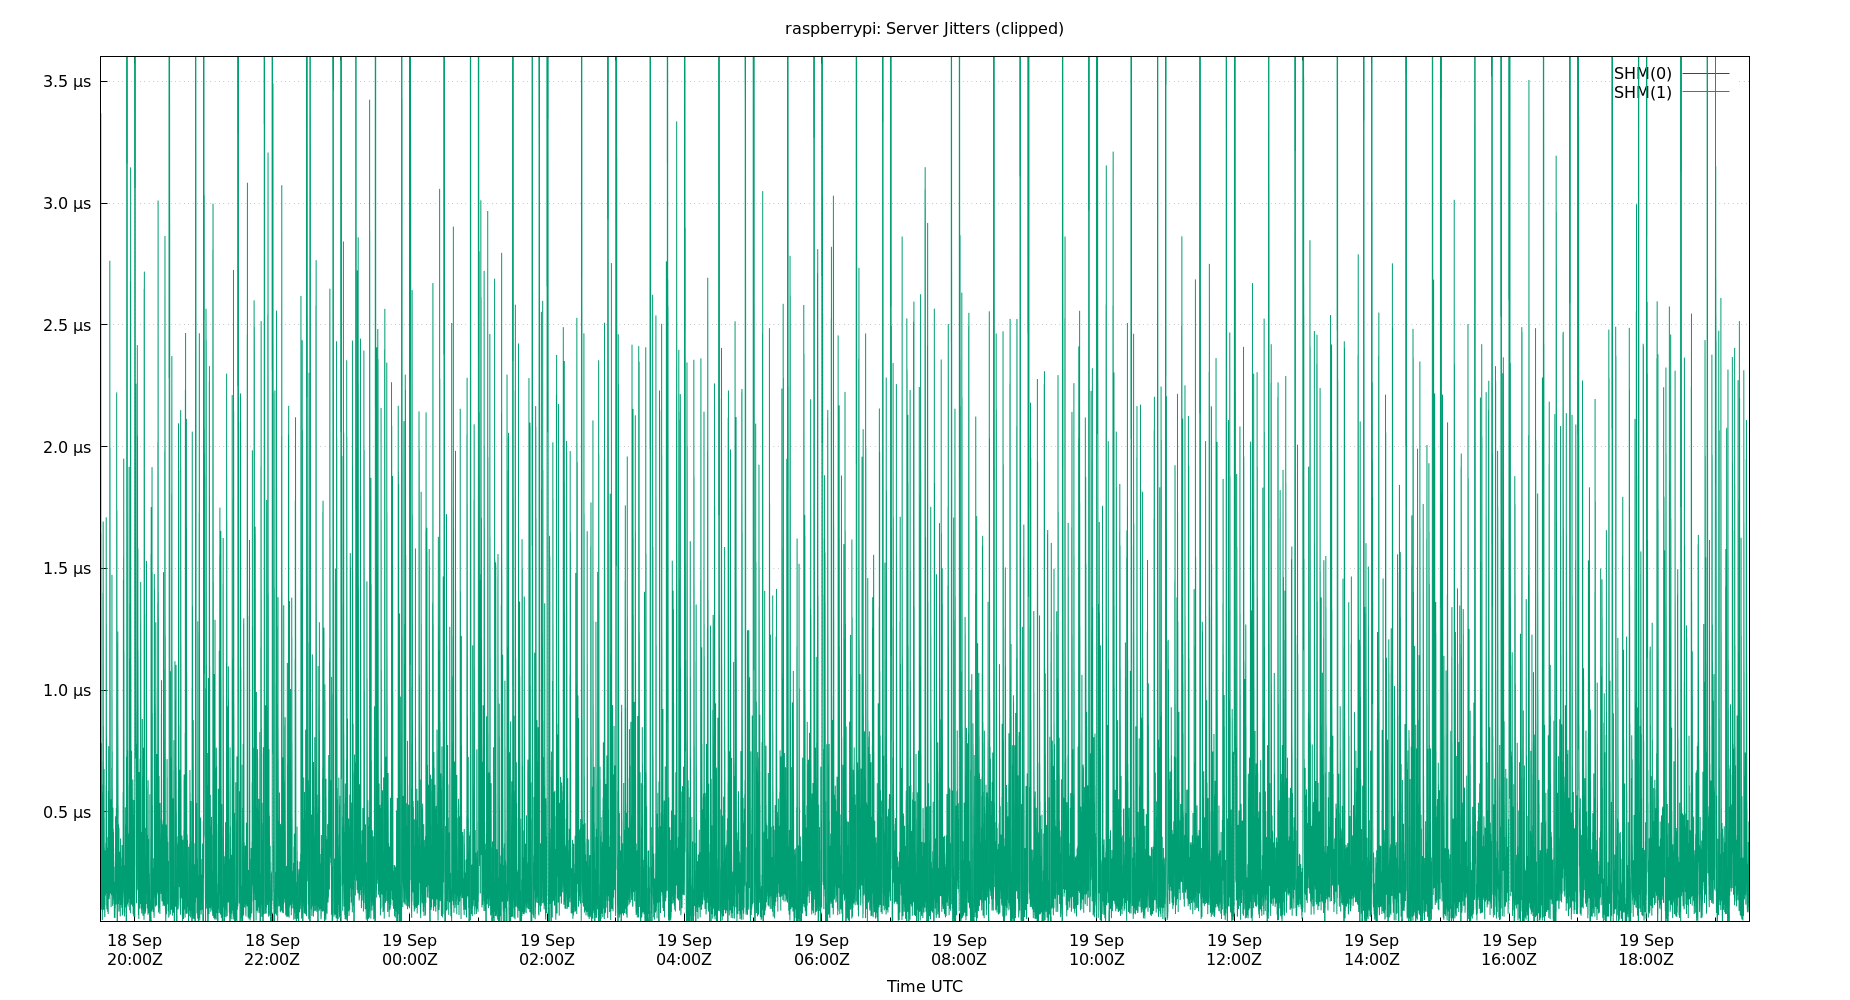 raspberrypi: Server Jitters (clipped)
3.5 µs
3.0 µs
2.5 µs
2.0 µs
1.5 µs
1.0 µs
0.5 µs
SHM(0)
SHM(1)
18 Sep 18 Sep 19 Sep 19 Sep 19 Sep 19 Sep 19 Sep 19 Sep 19 Sep 19 Sep 19 Sep 19 Sep
20:00Z 22:00Z 00:00Z 02:00Z 04:00Z 06:00Z 08:00Z 10:00Z 12:00Z 14:00Z 16:00Z 18:00Z
Time UTC